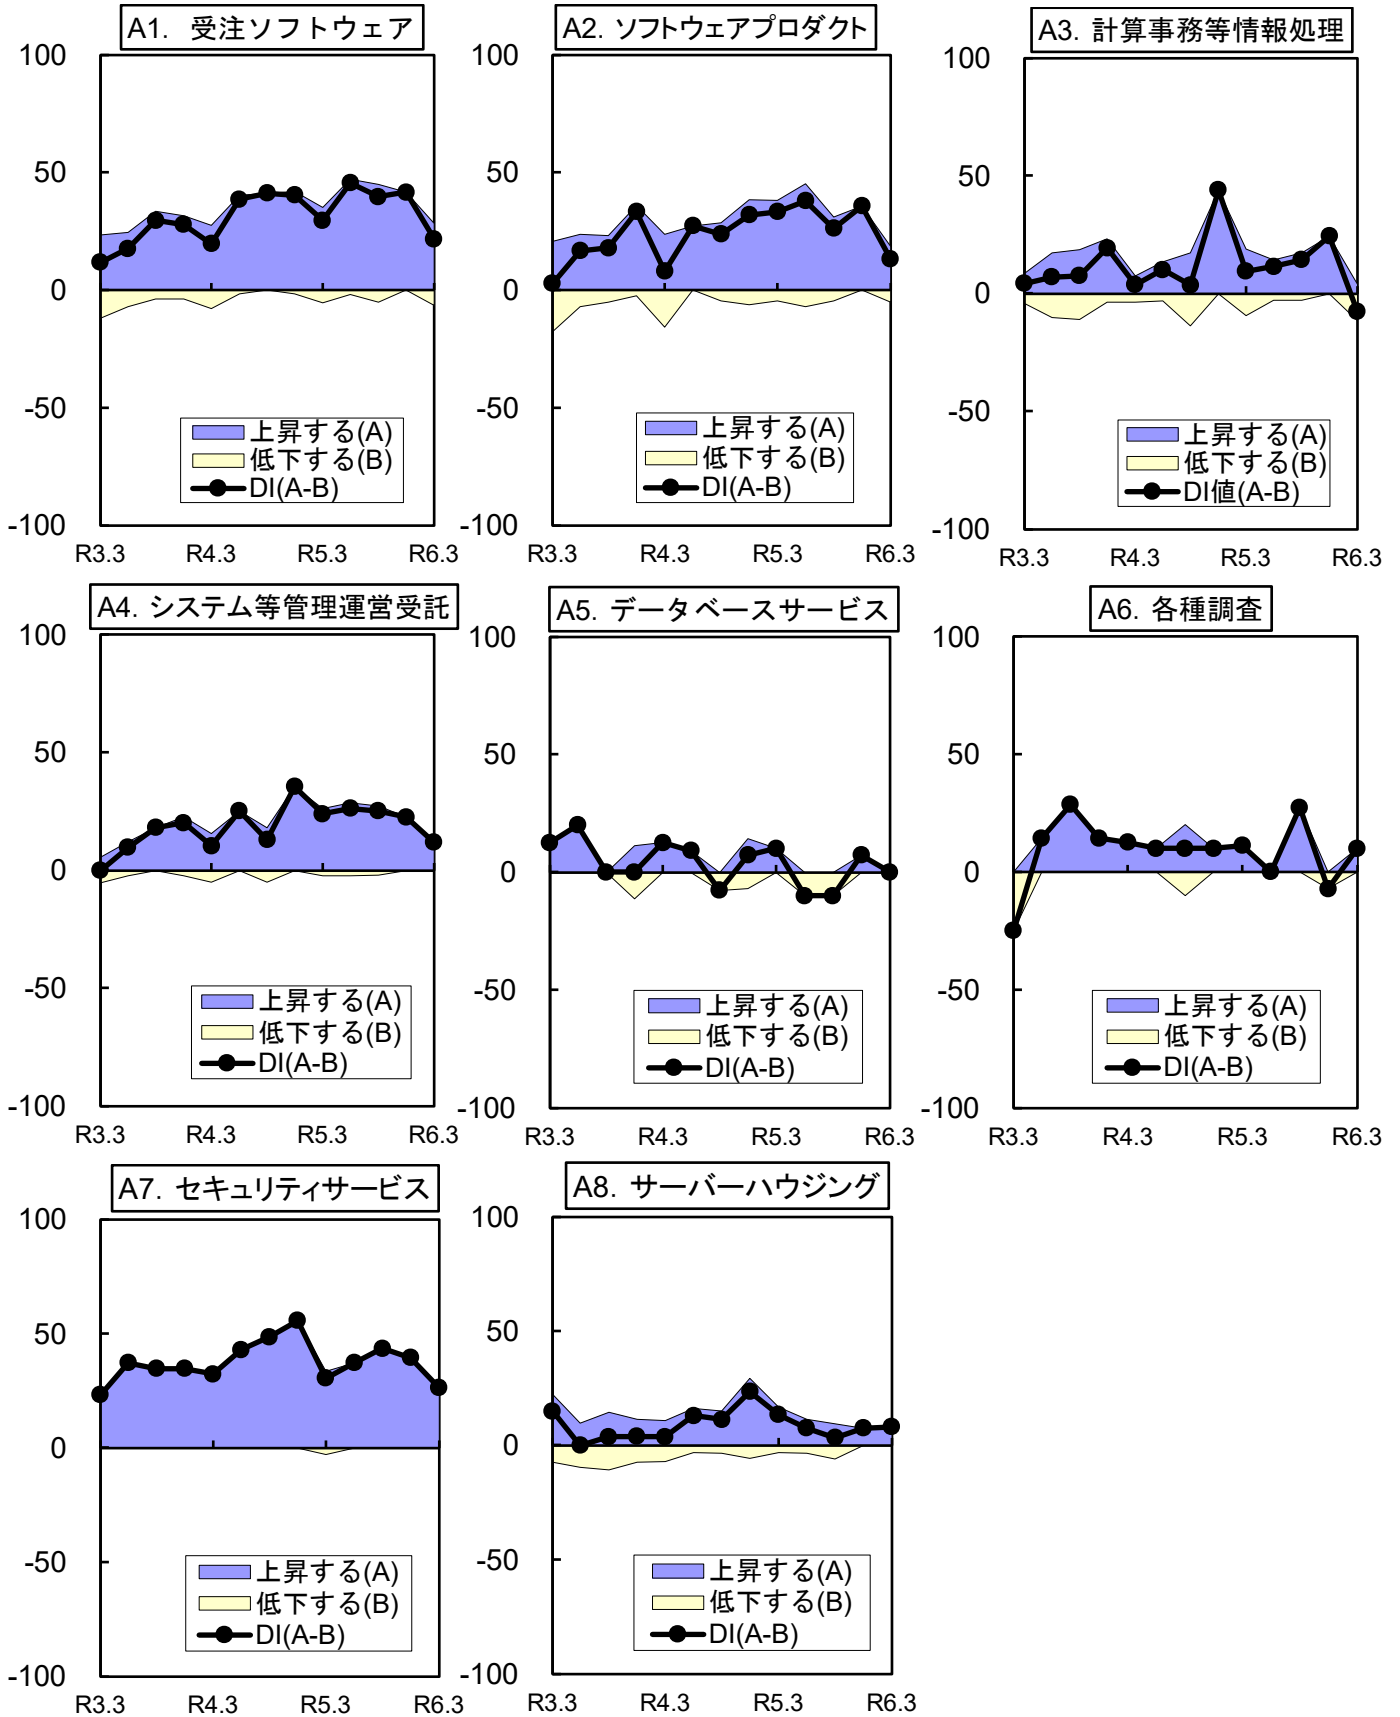 A1. 受注ソフトウェア
100
50
0
-50
-100
上昇する(A)
低下する(B)
DI(A-B)
R3.3 R4.3 R5.3 R6.3
A2. ソフトウェアプロダクト
100
50
0
-50
-100
上昇する(A)
低下する(B)
DI(A-B)
R3.3 R4.3 R5.3 R6.3
A3. 計算事務等情報処理
100
50
0
-50
-100
上昇する(A)
低下する(B)
DI値(A-B)
R3.3 R4.3 R5.3 R6.3
A4. システム等管理運営受託
100
50
0
-50
-100
上昇する(A)
低下する(B)
DI(A-B)
R3.3 R4.3 R5.3 R6.3
A5. データベースサービス
100
50
0
-50
-100
上昇する(A)
低下する(B)
DI(A-B)
R3.3 R4.3 R5.3 R6.3
A6. 各種調査
100
50
0
-50
-100
上昇する(A)
低下する(B)
DI(A-B)
R3.3 R4.3 R5.3 R6.3
A7. セキュリティサービス
100
50
0
-50
-100
上昇する(A)
低下する(B)
DI(A-B)
R3.3 R4.3 R5.3 R6.3
A8. サーバーハウジング
100
50
0
-50
-100
上昇する(A)
低下する(B)
DI(A-B)
R3.3 R4.3 R5.3 R6.3